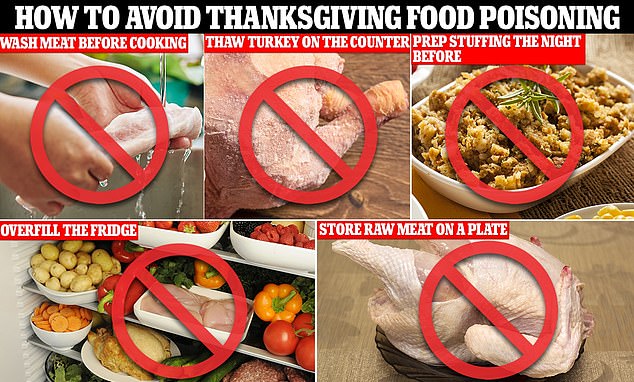 HOW TO AVOID THANKSGIVING FOOD POISONING
WASH MEAT BEFORE COOKING
THAW TURKEY ON THE COUNTER
PREP STUFFING THE NIGHT
BEFORE
OVERFILL THE FRIDGE
STORE RAW MEAT ON A PLATE